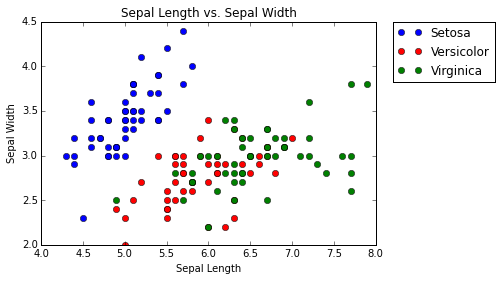 Sepal Length vs. Sepal Width
4.5
4.0
3.5
3.0
2.5
2.0
Sepal Width
4.0 4.5 5.0 5.5 6.0 6.5 7.0 7.5 8.0
Sepal Length
Setosa
Versicolor
Virginica